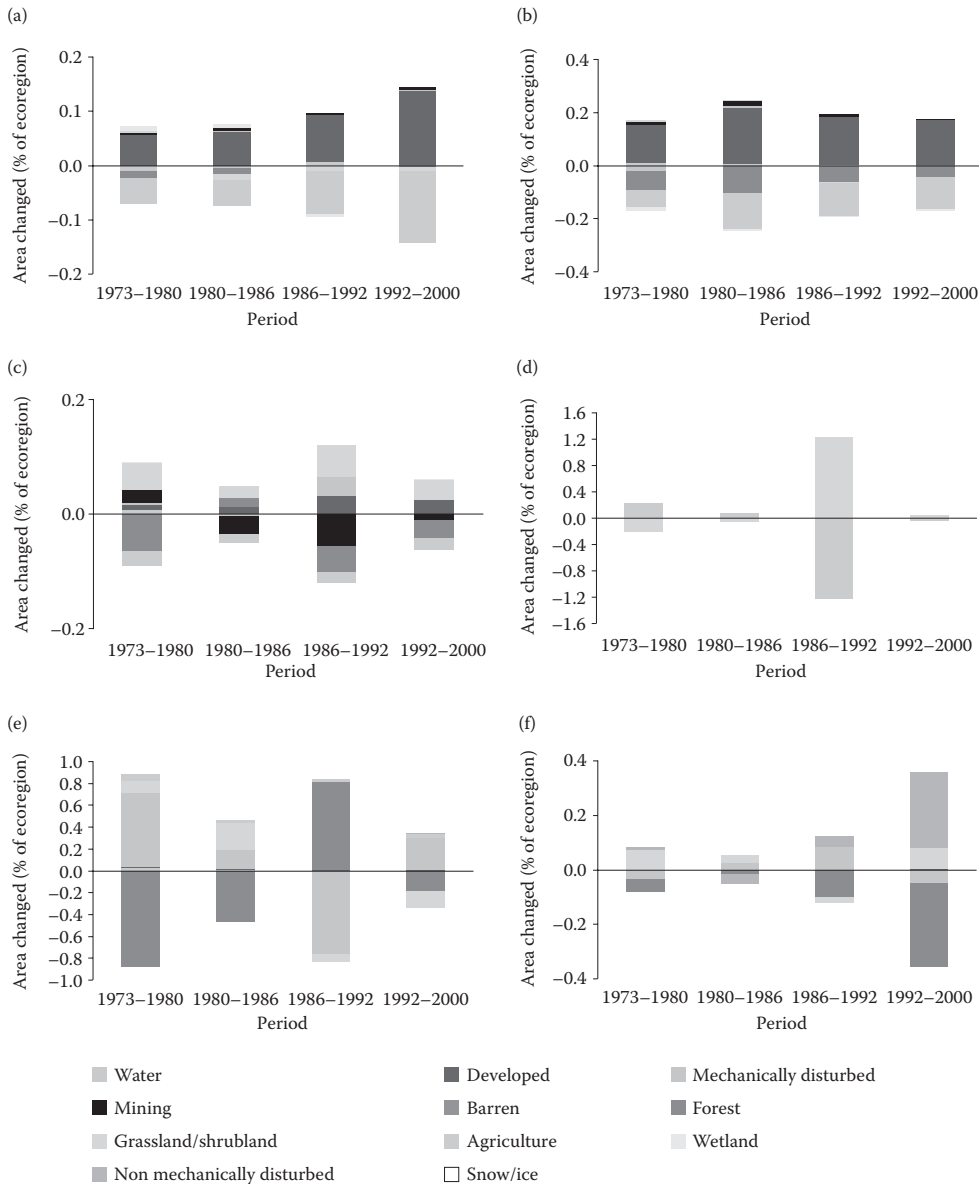 (a)
Area changed (% of ecoregion)
0.2
0.1
0.0
−0.1
−0.2
1973–1980 1980–1986 1986–1992 1992–2000
Period
(b)
Area changed (% of ecoregion)
0.4
0.2
0.0
−0.2
−0.4
1973–1980 1980–1986 1986–1992 1992–2000
Period
(c)
Area changed (% of ecoregion)
0.2
0.0
−0.2
1973–1980 1980–1986 1986–1992 1992–2000
Period
(d)
Area changed (% of ecoregion)
1.6
1.2
0.8
0.4
0.0
−0.4
−0.8
−1.2
−1.6
1973–1980 1980–1986 1986–1992 1992–2000
Period
(e)
Area changed (% of ecoregion)
1.0
0.8
0.6
0.4
0.2
0.0
−0.2
−0.4
−0.6
−0.8
−1.0
1973–1980 1980–1986 1986–1992 1992–2000
Period
(f)
Area changed (% of ecoregion)
0.4
0.2
0.0
−0.2
−0.4
1973–1980 1980–1986 1986–1992 1992–2000
Period
Water Developed Mechanically disturbed
Mining Barren Forest
Grassland/shrubland Agriculture Wetland
Non mechanically disturbed Snow/ice